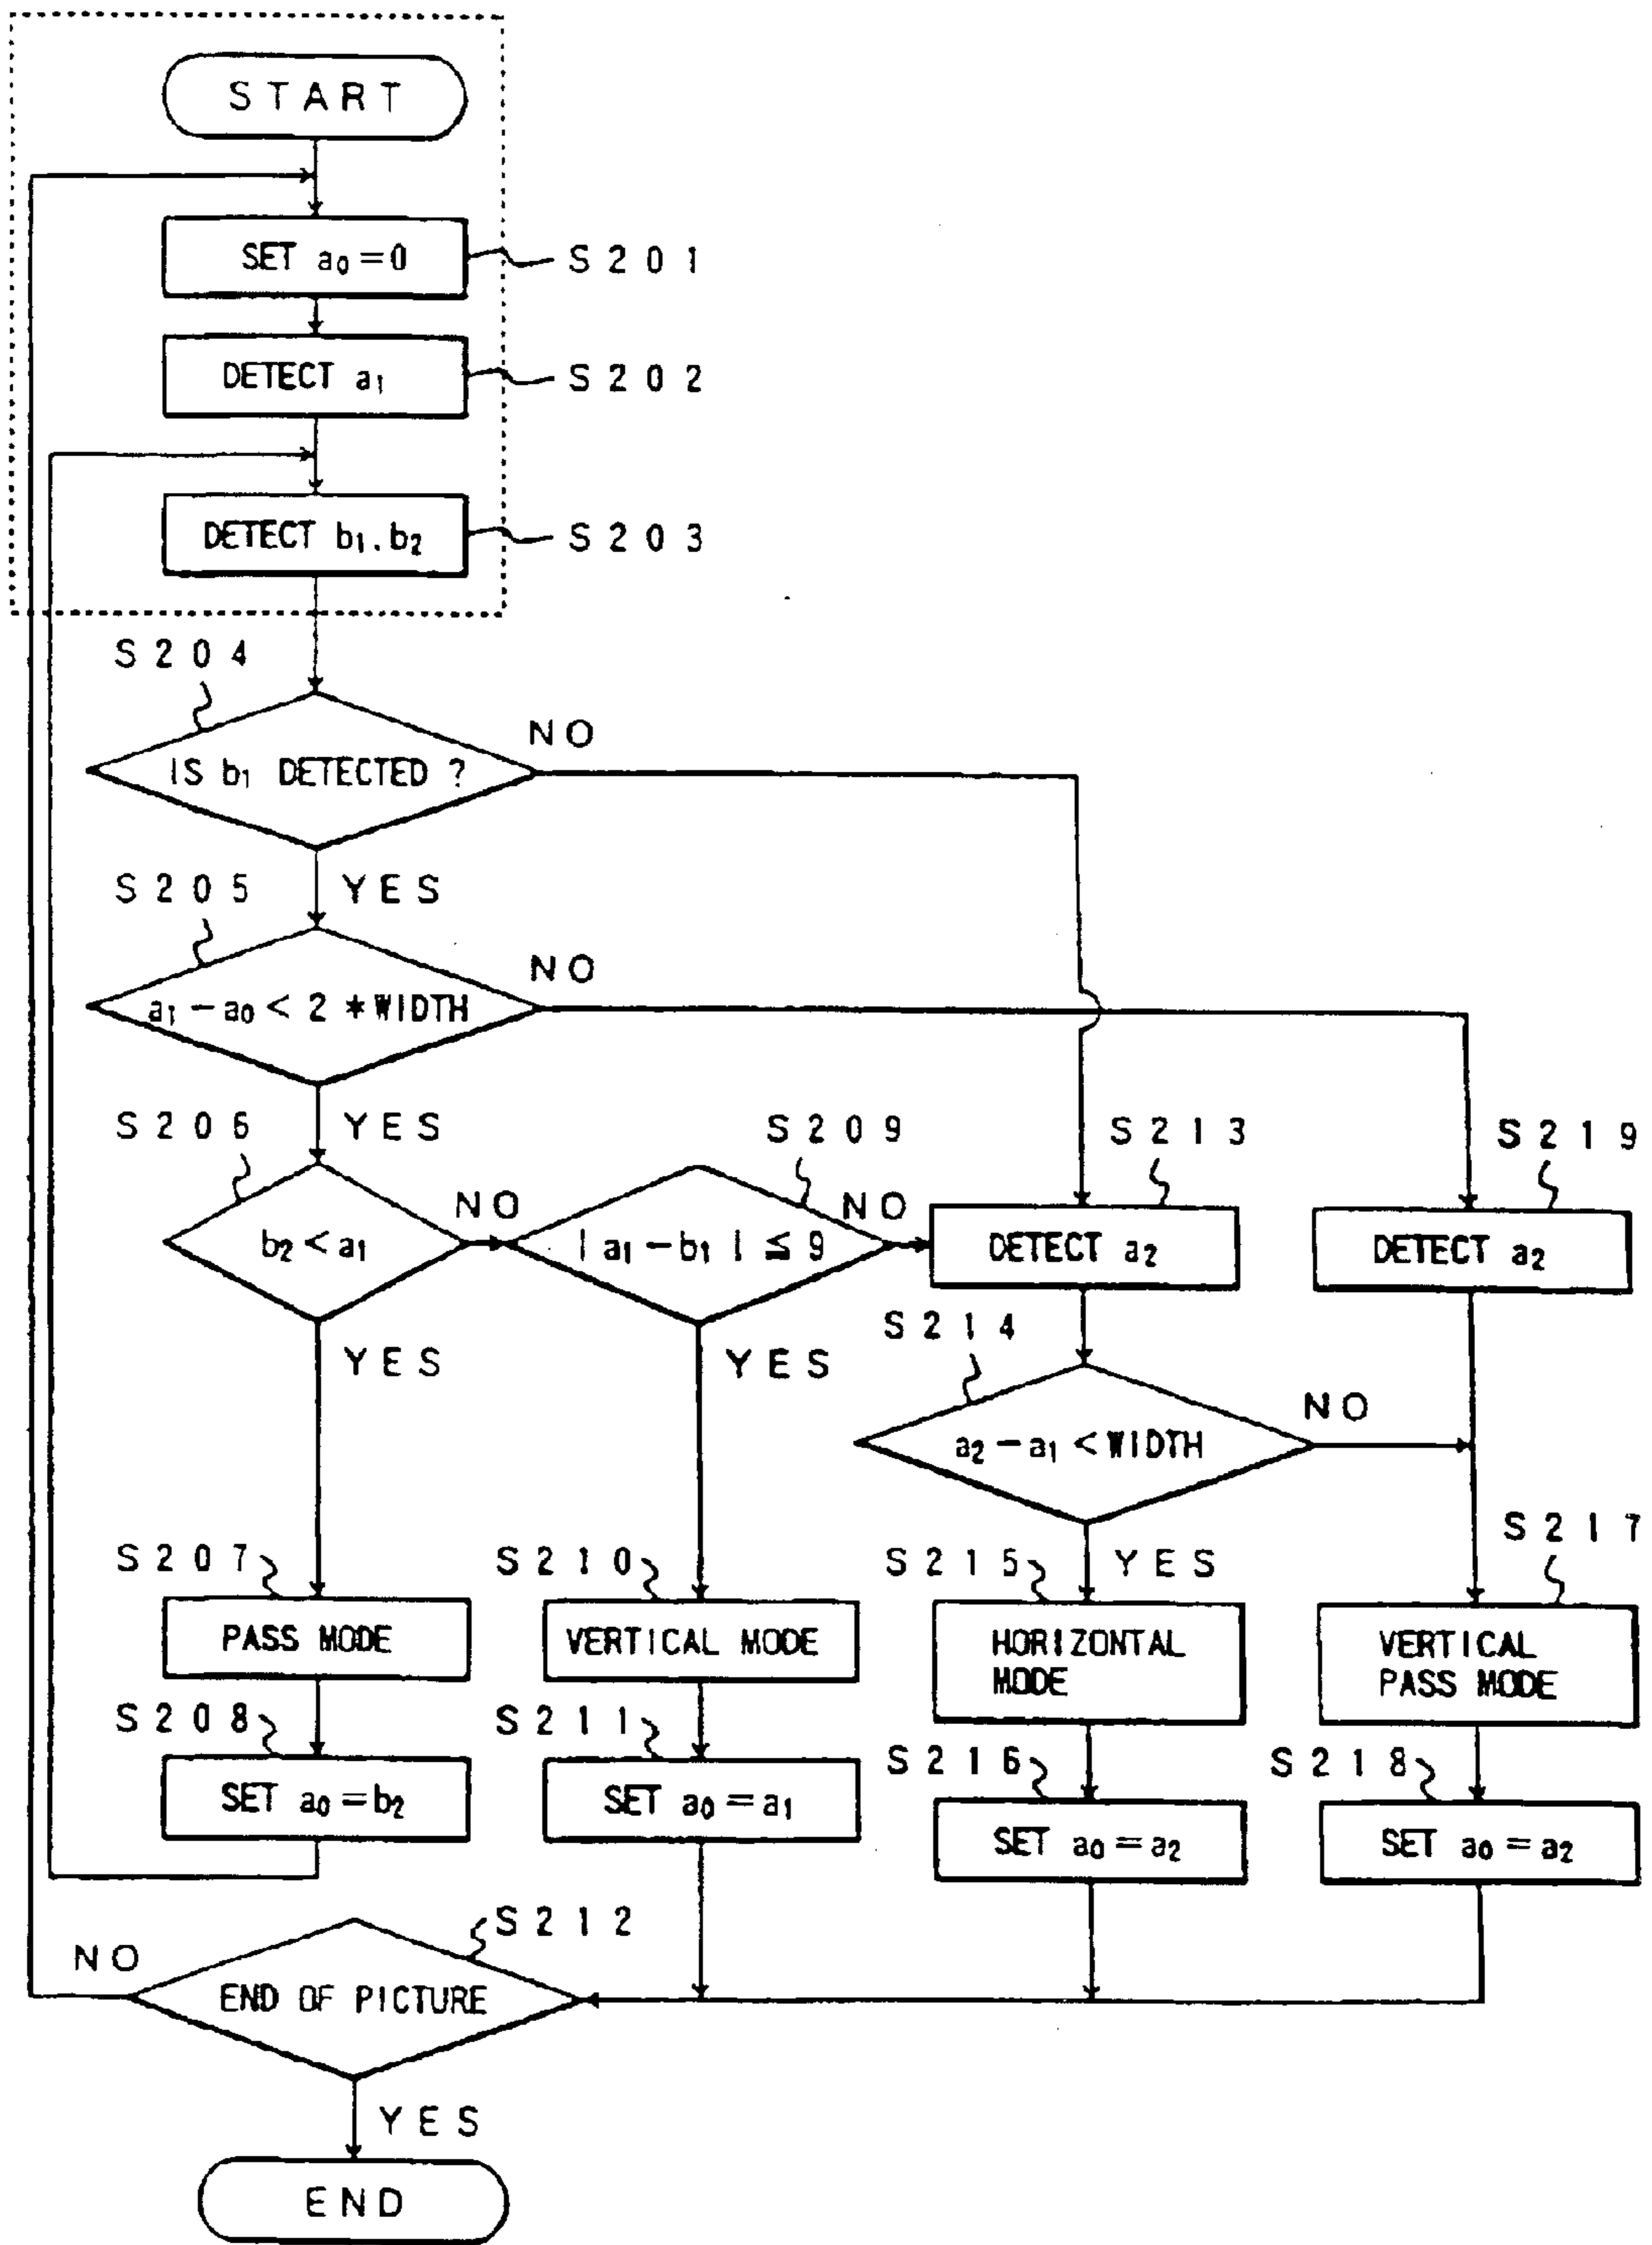 START
SET a₀=0
S201
DETECT a₁
S202
DETECT b₁.b₂
S203
S204
IS b₁ DETECTED ?
NO
YES
S205
a₁−a₀<2*WIDTH
NO
YES
S206
b₂<a₁
NO
YES
S209
|a₁−b₁|≦9
NO
YES
S213
DETECT a₂
S219
DETECT a₂
S214
a₂−a₁<WIDTH
NO
YES
S207
PASS MODE
S210
VERTICAL MODE
S215
HORIZONTAL
MODE
S217
VERTICAL
PASS MODE
S208
SET a₀=b₂
S211
SET a₀=a₁
S216
SET a₀=a₂
S218
SET a₀=a₂
S212
END OF PICTURE
NO
YES
END